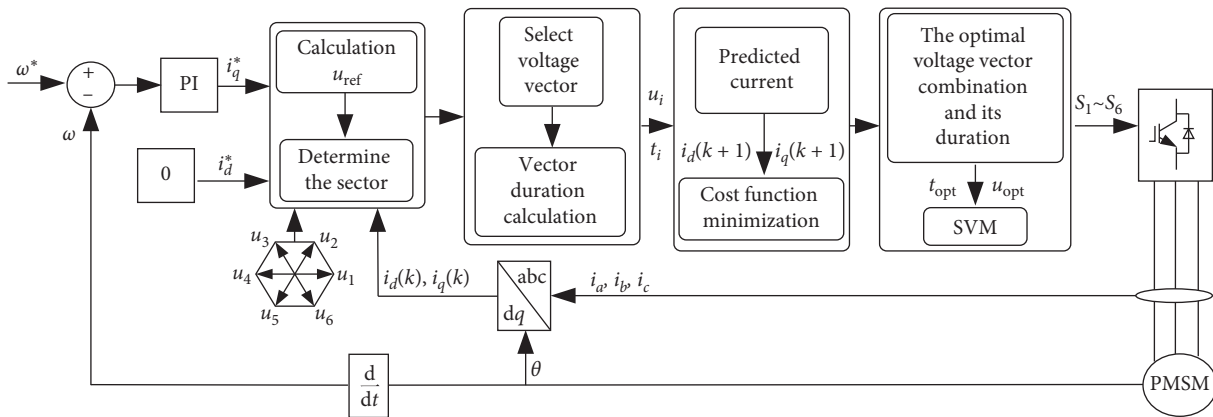 ω*
+
−
ω
PI
i_q*
0
i_d*
Calculation
u_ref
Determine
the sector
u_3
u_2
u_4
u_1
u_5
u_6
Select
voltage
vector
Vector
duration
calculation
u_i
t_i
Predicted
current
i_d(k + 1)
i_q(k + 1)
Cost function
minimization
The optimal
voltage vector
combination
and its
duration
t_opt
u_opt
SVM
S_1~S_6
i_d(k), i_q(k)
abc
dq
i_a, i_b, i_c
θ
d
dt
PMSM